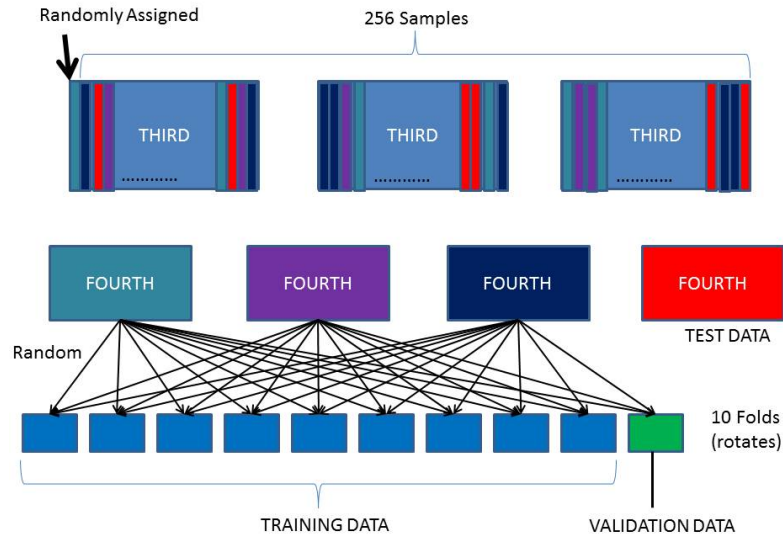 Randomly Assigned
256 Samples
THIRD
............
THIRD
............
THIRD
............
FOURTH
FOURTH
FOURTH
FOURTH
TEST DATA
Random
10 Folds
(rotates)
TRAINING DATA
VALIDATION DATA